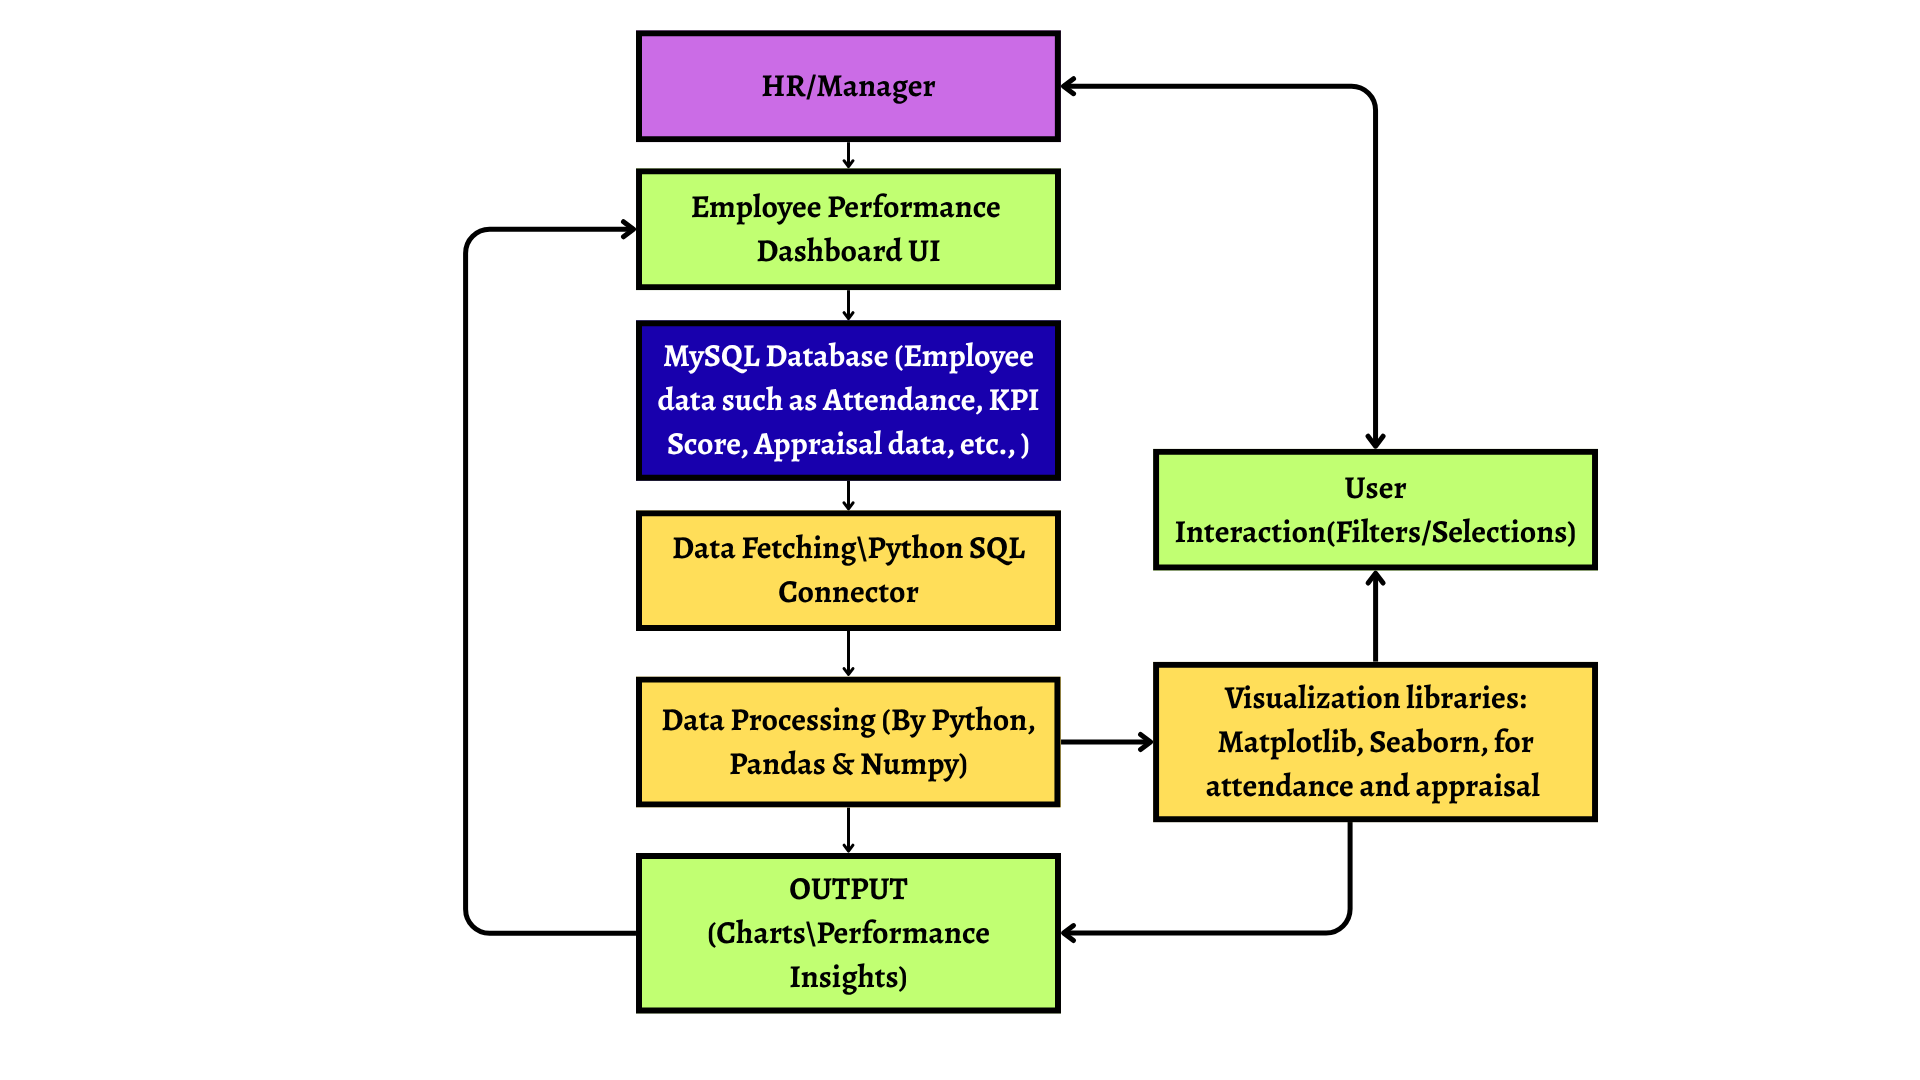 HR/Manager
Employee Performance
Dashboard UI
MySQL Database (Employee
data such as Attendance, KPI
Score, Appraisal data, etc., )
Data Fetching\Python SQL
Connector
Data Processing (By Python,
Pandas & Numpy)
OUTPUT
(Charts\Performance
Insights)
User
Interaction(Filters/Selections)
Visualization libraries:
Matplotlib, Seaborn, for
attendance and appraisal